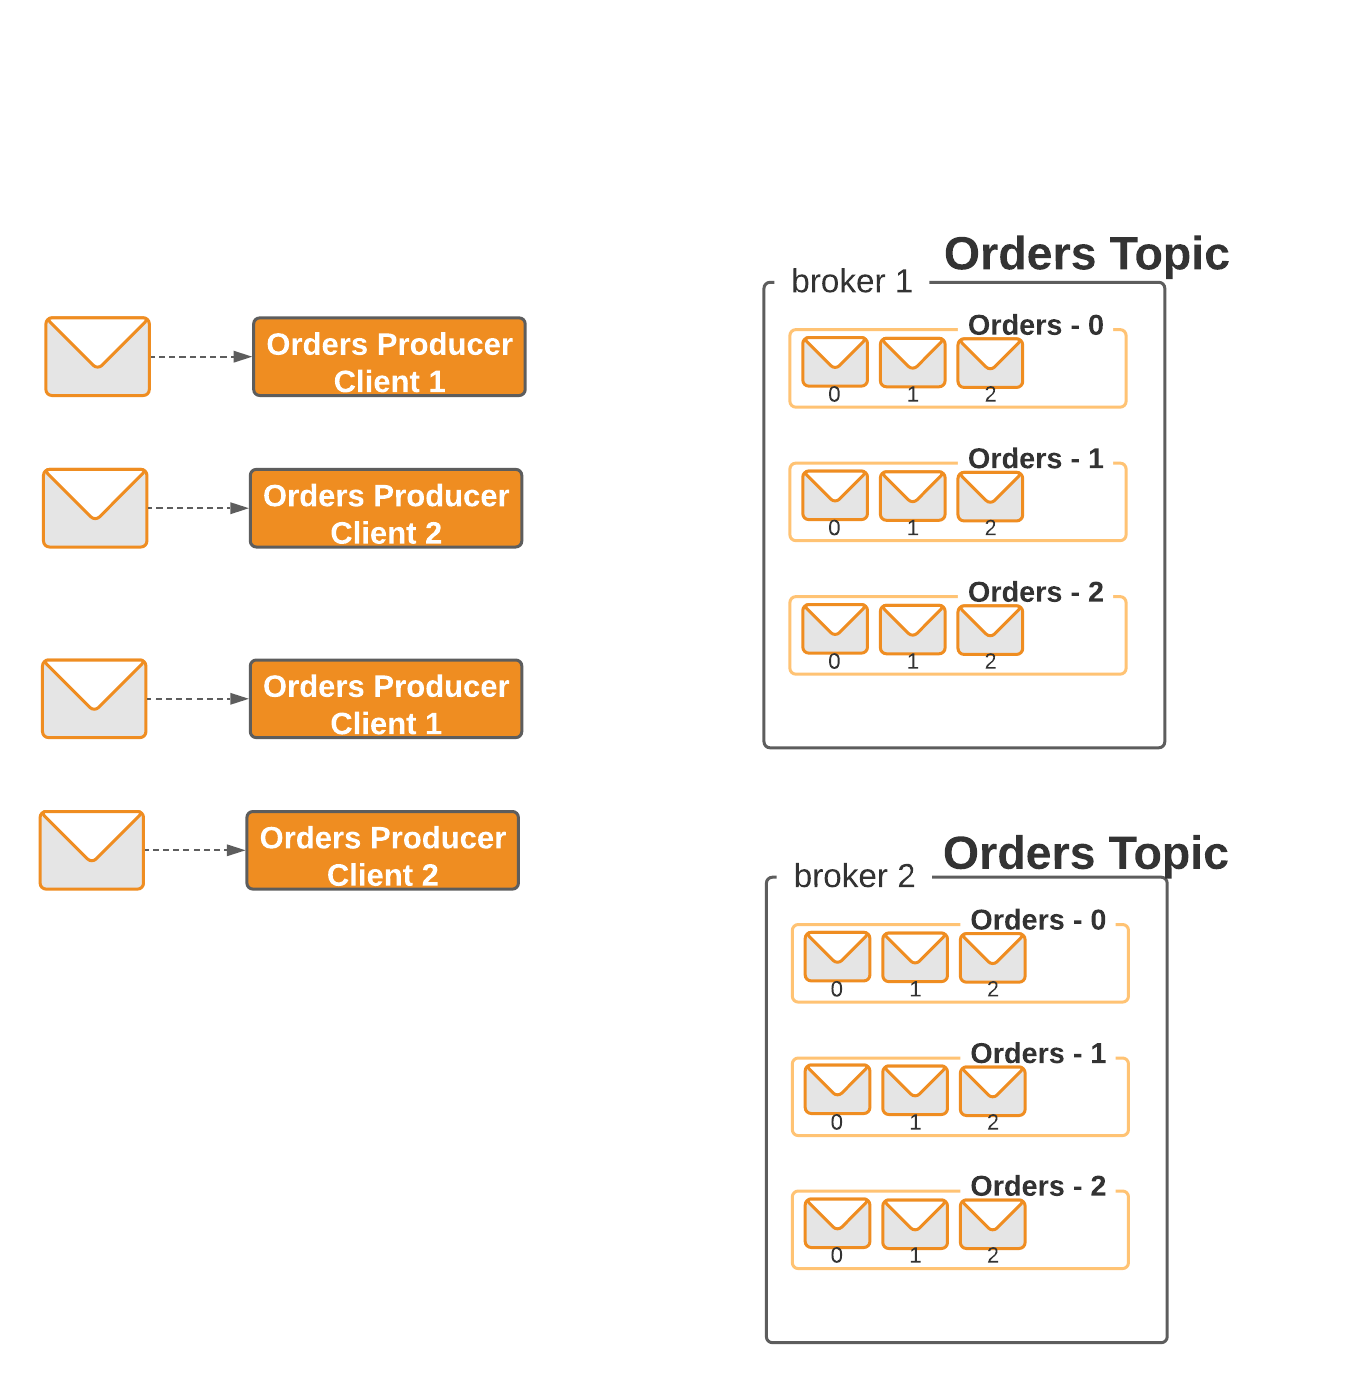 Orders Producer
Client 1
Orders Producer
Client 2
Orders Producer
Client 1
Orders Producer
Client 2
Orders Topic
broker 1
Orders - 0
0 1 2
Orders - 1
0 1 2
Orders - 2
0 1 2
Orders Topic
broker 2
Orders - 0
0 1 2
Orders - 1
0 1 2
Orders - 2
0 1 2